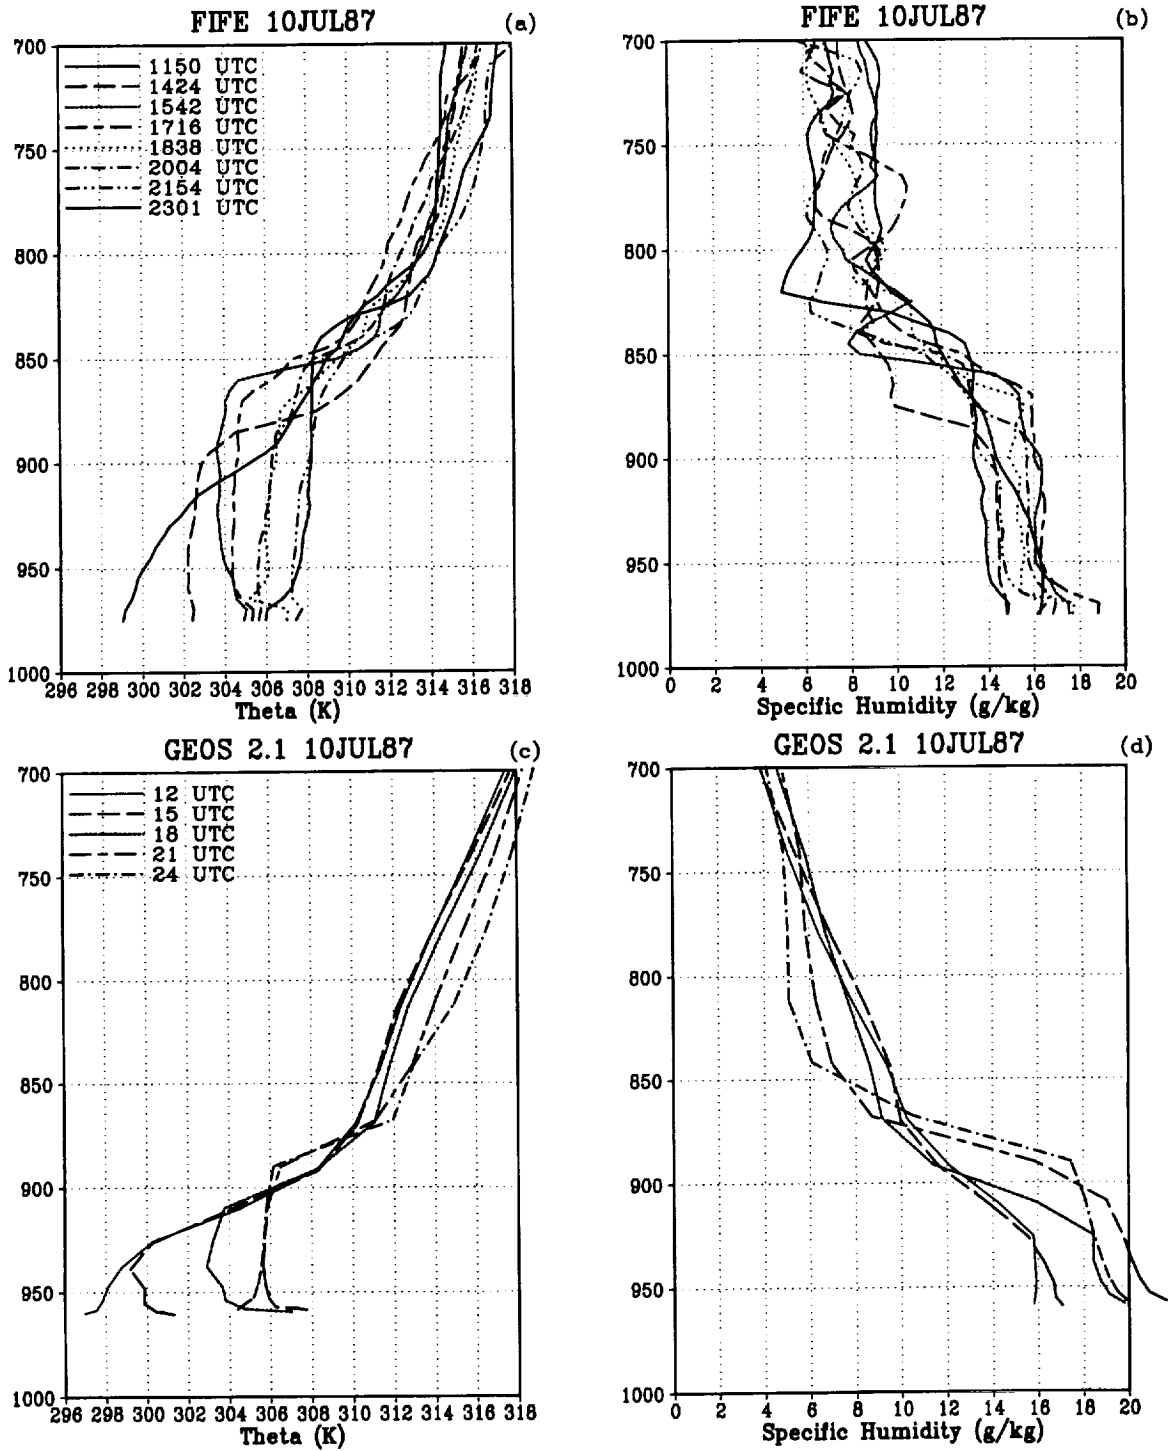 FIFE 10JUL87 (a)
700
750
800
850
900
950
1000
1150 UTC
1424 UTC
1542 UTC
1716 UTC
1838 UTC
2004 UTC
2154 UTC
2301 UTC
296 298 300 302 304 306 308 310 312 314 316 318
Theta (K)
FIFE 10JUL87 (b)
700
750
800
850
900
950
1000
0 2 4 6 8 10 12 14 16 18 20
Specific Humidity (g/kg)
GEOS 2.1 10JUL87 (c)
700
750
800
850
900
950
1000
12 UTC
15 UTC
18 UTC
21 UTC
24 UTC
296 298 300 302 304 306 308 310 312 314 316 318
Theta (K)
GEOS 2.1 10JUL87 (d)
700
750
800
850
900
950
1000
0 2 4 6 8 10 12 14 16 18 20
Specific Humidity (g/kg)